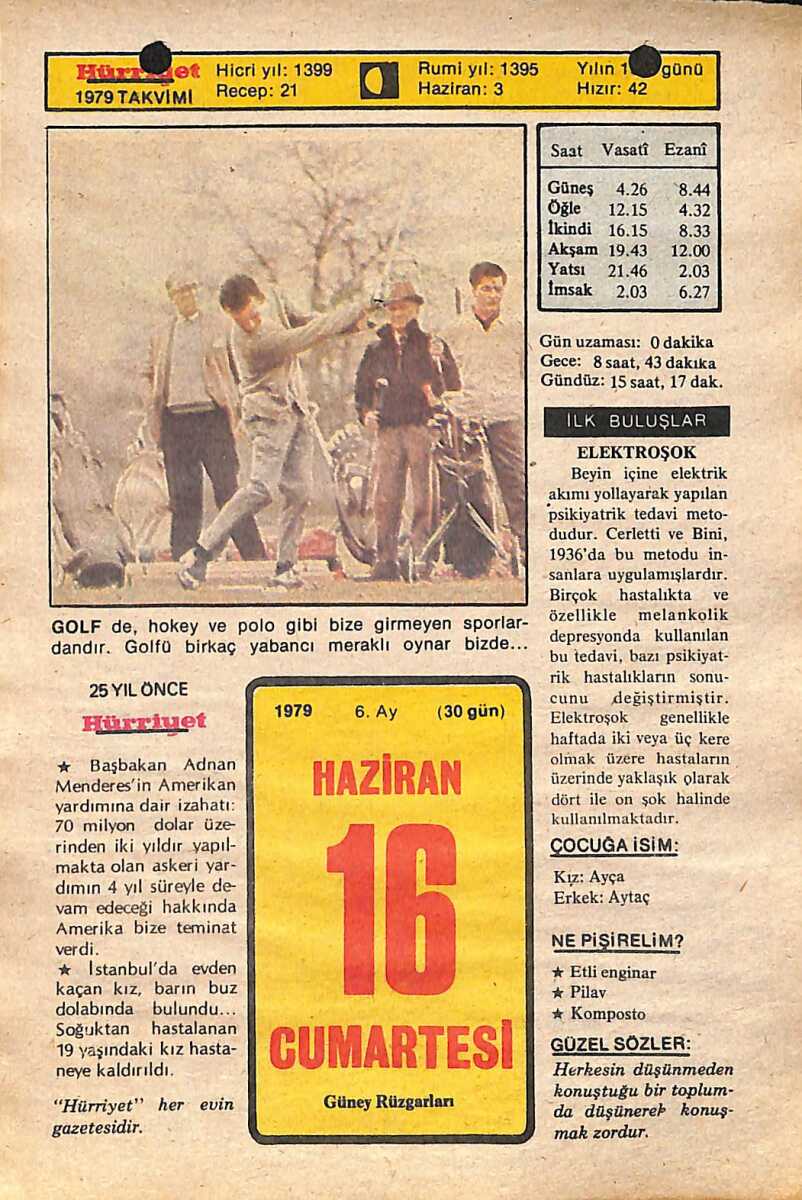 Hürriyet
1979 TAKVİMİ
Hicri yıl: 1399
Recep: 21
Rumi yıl: 1395
Haziran: 3
Yılın günü
Hızır: 42
Saat Vasatî Ezanî
Güneş 4.26 8.44
Öğle 12.15 4.32
İkindi 16.15 8.33
Akşam 19.43 12.00
Yatsı 21.46 2.03
İmsak 2.03 6.27
Gün uzaması: 0 dakika
Gece: 8 saat, 43 dakika
Gündüz: 15 saat, 17 dak.
GOLF de, hokey ve polo gibi bize girmeyen sporlar-
dandır. Golfü birkaç yabancı meraklı oynar bizde...
25 YIL ÖNCE
Hürriyet
★ Başbakan Adnan
Menderes'in Amerikan
yardımına dair izahatı:
70 milyon dolar üze-
rinden iki yıldır yapıl-
makta olan askeri yar-
dımın 4 yıl süreyle de-
vam edeceği hakkında
Amerika bize teminat
verdi.
★ İstanbul'da evden
kaçan kız, barın buz
dolabında bulundu...
Soğuktan hastalanan
19 yaşındaki kız hasta-
neye kaldırıldı.
"Hürriyet" her evin
gazetesidir.
1979 6. Ay (30 gün)
HAZİRAN
16
CUMARTESİ
Güney Rüzgarları
İLK BULUŞLAR
ELEKTROŞOK
Beyin içine elektrik
akımı yollayarak yapılan
psikiyatrik tedavi meto-
dudur. Cerletti ve Bini,
1936'da bu metodu in-
sanlara uygulamışlardır.
Birçok hastalıkta ve
özellikle melankolik
depresyonda kullanılan
bu tedavi, bazı psikiyat-
rik hastalıkların sonu-
cunu değiştirmiştir.
Elektroşok genellikle
haftada iki veya üç kere
olmak üzere hastaların
üzerinde yaklaşık olarak
dört ile on şok halinde
kullanılmaktadır.
ÇOCUĞA İSİM:
Kız: Ayça
Erkek: Aytaç
NE PİŞİRELİM?
★ Etli enginar
★ Pilav
★ Komposto
GÜZEL SÖZLER:
Herkesin düşünmeden
konuştuğu bir toplum-
da düşünerek konuş-
mak zordur.